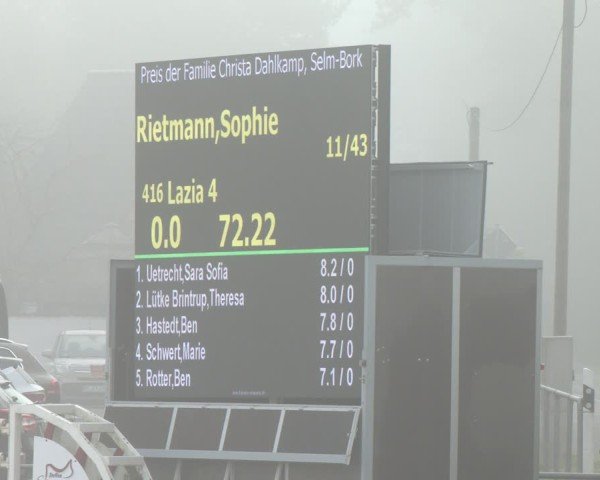 Preis der Familie Christa Dahlkamp, Selm-Bork
Rietmann,Sophie
11/43
416 Lazia 4
0.0 72.22
1. Uetrecht,Sara Sofia 8.2 / 0
2. Lütke Brintrup,Theresa 8.0 / 0
3. Hastedt,Ben 7.8 / 0
4. Schwert,Marie 7.7 / 0
5. Rotter,Ben 7.1 / 0